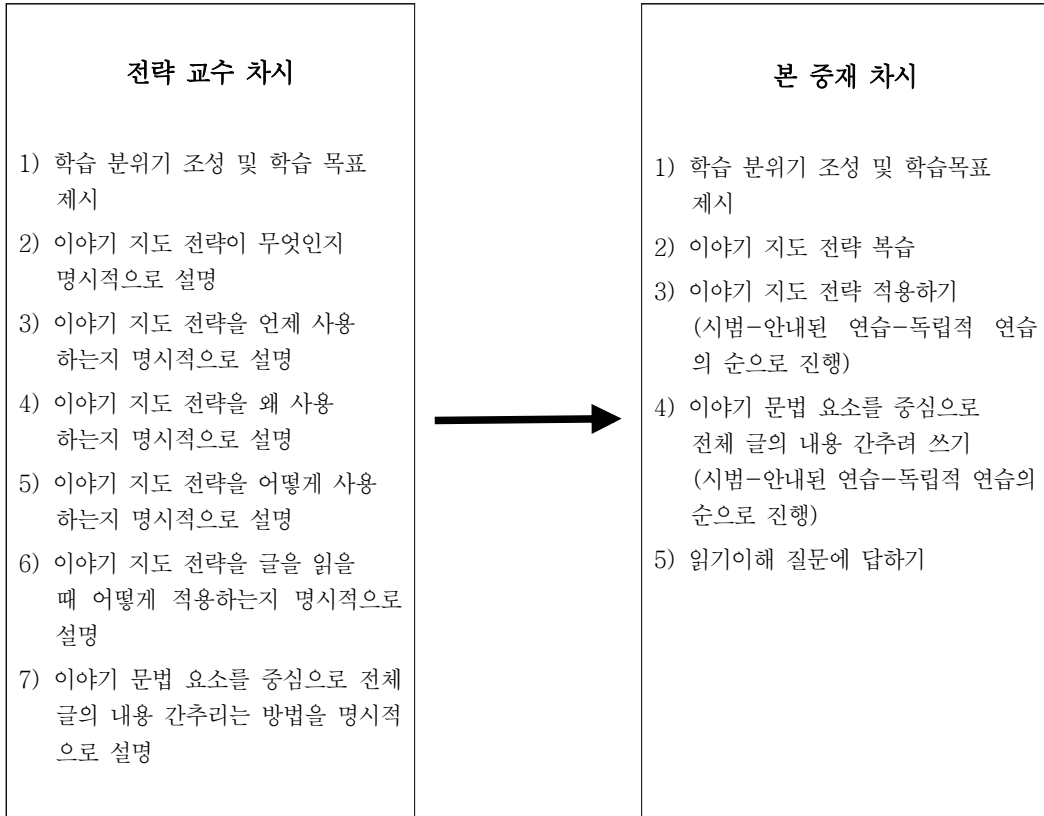 전략 교수 차시
1) 학습 분위기 조성 및 학습 목표
제시
2) 이야기 지도 전략이 무엇인지
명시적으로 설명
3) 이야기 지도 전략을 언제 사용
하는지 명시적으로 설명
4) 이야기 지도 전략을 왜 사용
하는지 명시적으로 설명
5) 이야기 지도 전략을 어떻게 사용
하는지 명시적으로 설명
6) 이야기 지도 전략을 글을 읽을
때 어떻게 적용하는지 명시적으로
설명
7) 이야기 문법 요소를 중심으로 전체
글의 내용 간추리는 방법을 명시적
으로 설명
본 중재 차시
1) 학습 분위기 조성 및 학습목표
제시
2) 이야기 지도 전략 복습
3) 이야기 지도 전략 적용하기
(시범-안내된 연습-독립적 연습
의 순으로 진행)
4) 이야기 문법 요소를 중심으로
전체 글의 내용 간추려 쓰기
(시범-안내된 연습-독립적 연습의
순으로 진행)
5) 읽기이해 질문에 답하기